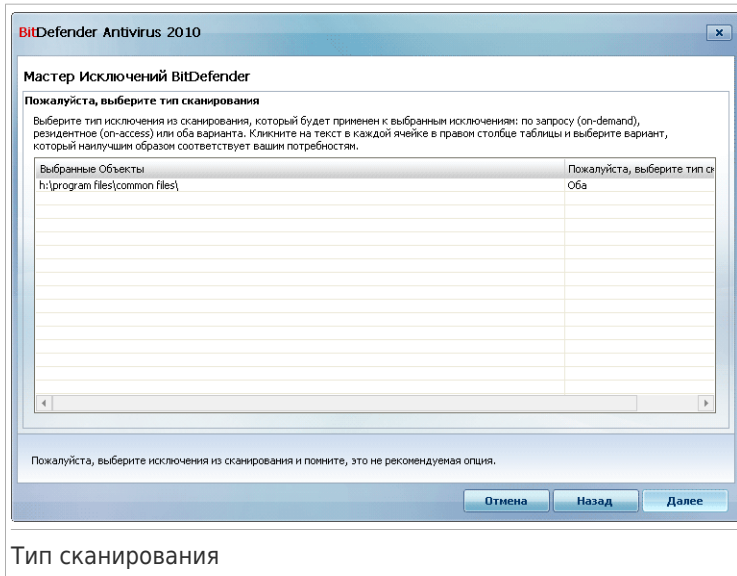 BitDefender Antivirus 2010
Мастер Исключений BitDefender
Пожалуйста, выберите тип сканирования
Выберите тип исключения из сканирования, который будет применен к выбранным исключениям: по запросу (on-demand),
резидентное (on-access) или оба варианта. Кликните на текст в каждой ячейке в правом столбце таблицы и выберите вариант,
который наилучшим образом соответствует вашим потребностям.
Выбранные Объекты Пожалуйста, выберите тип ск
h:\program files\common files\ Оба
Пожалуйста, выберите исключения из сканирования и помните, это не рекомендуемая опция.
Отмена Назад Далее
Тип сканирования